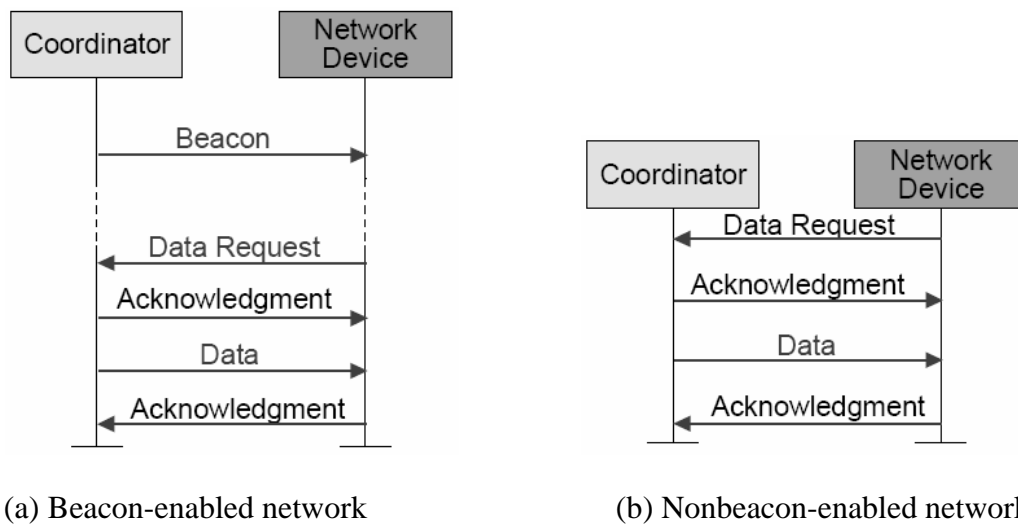 Coordinator
Network
Device
Beacon
Data Request
Acknowledgment
Data
Acknowledgment
(a) Beacon-enabled network
Coordinator
Network
Device
Data Request
Acknowledgment
Data
Acknowledgment
(b) Nonbeacon-enabled network